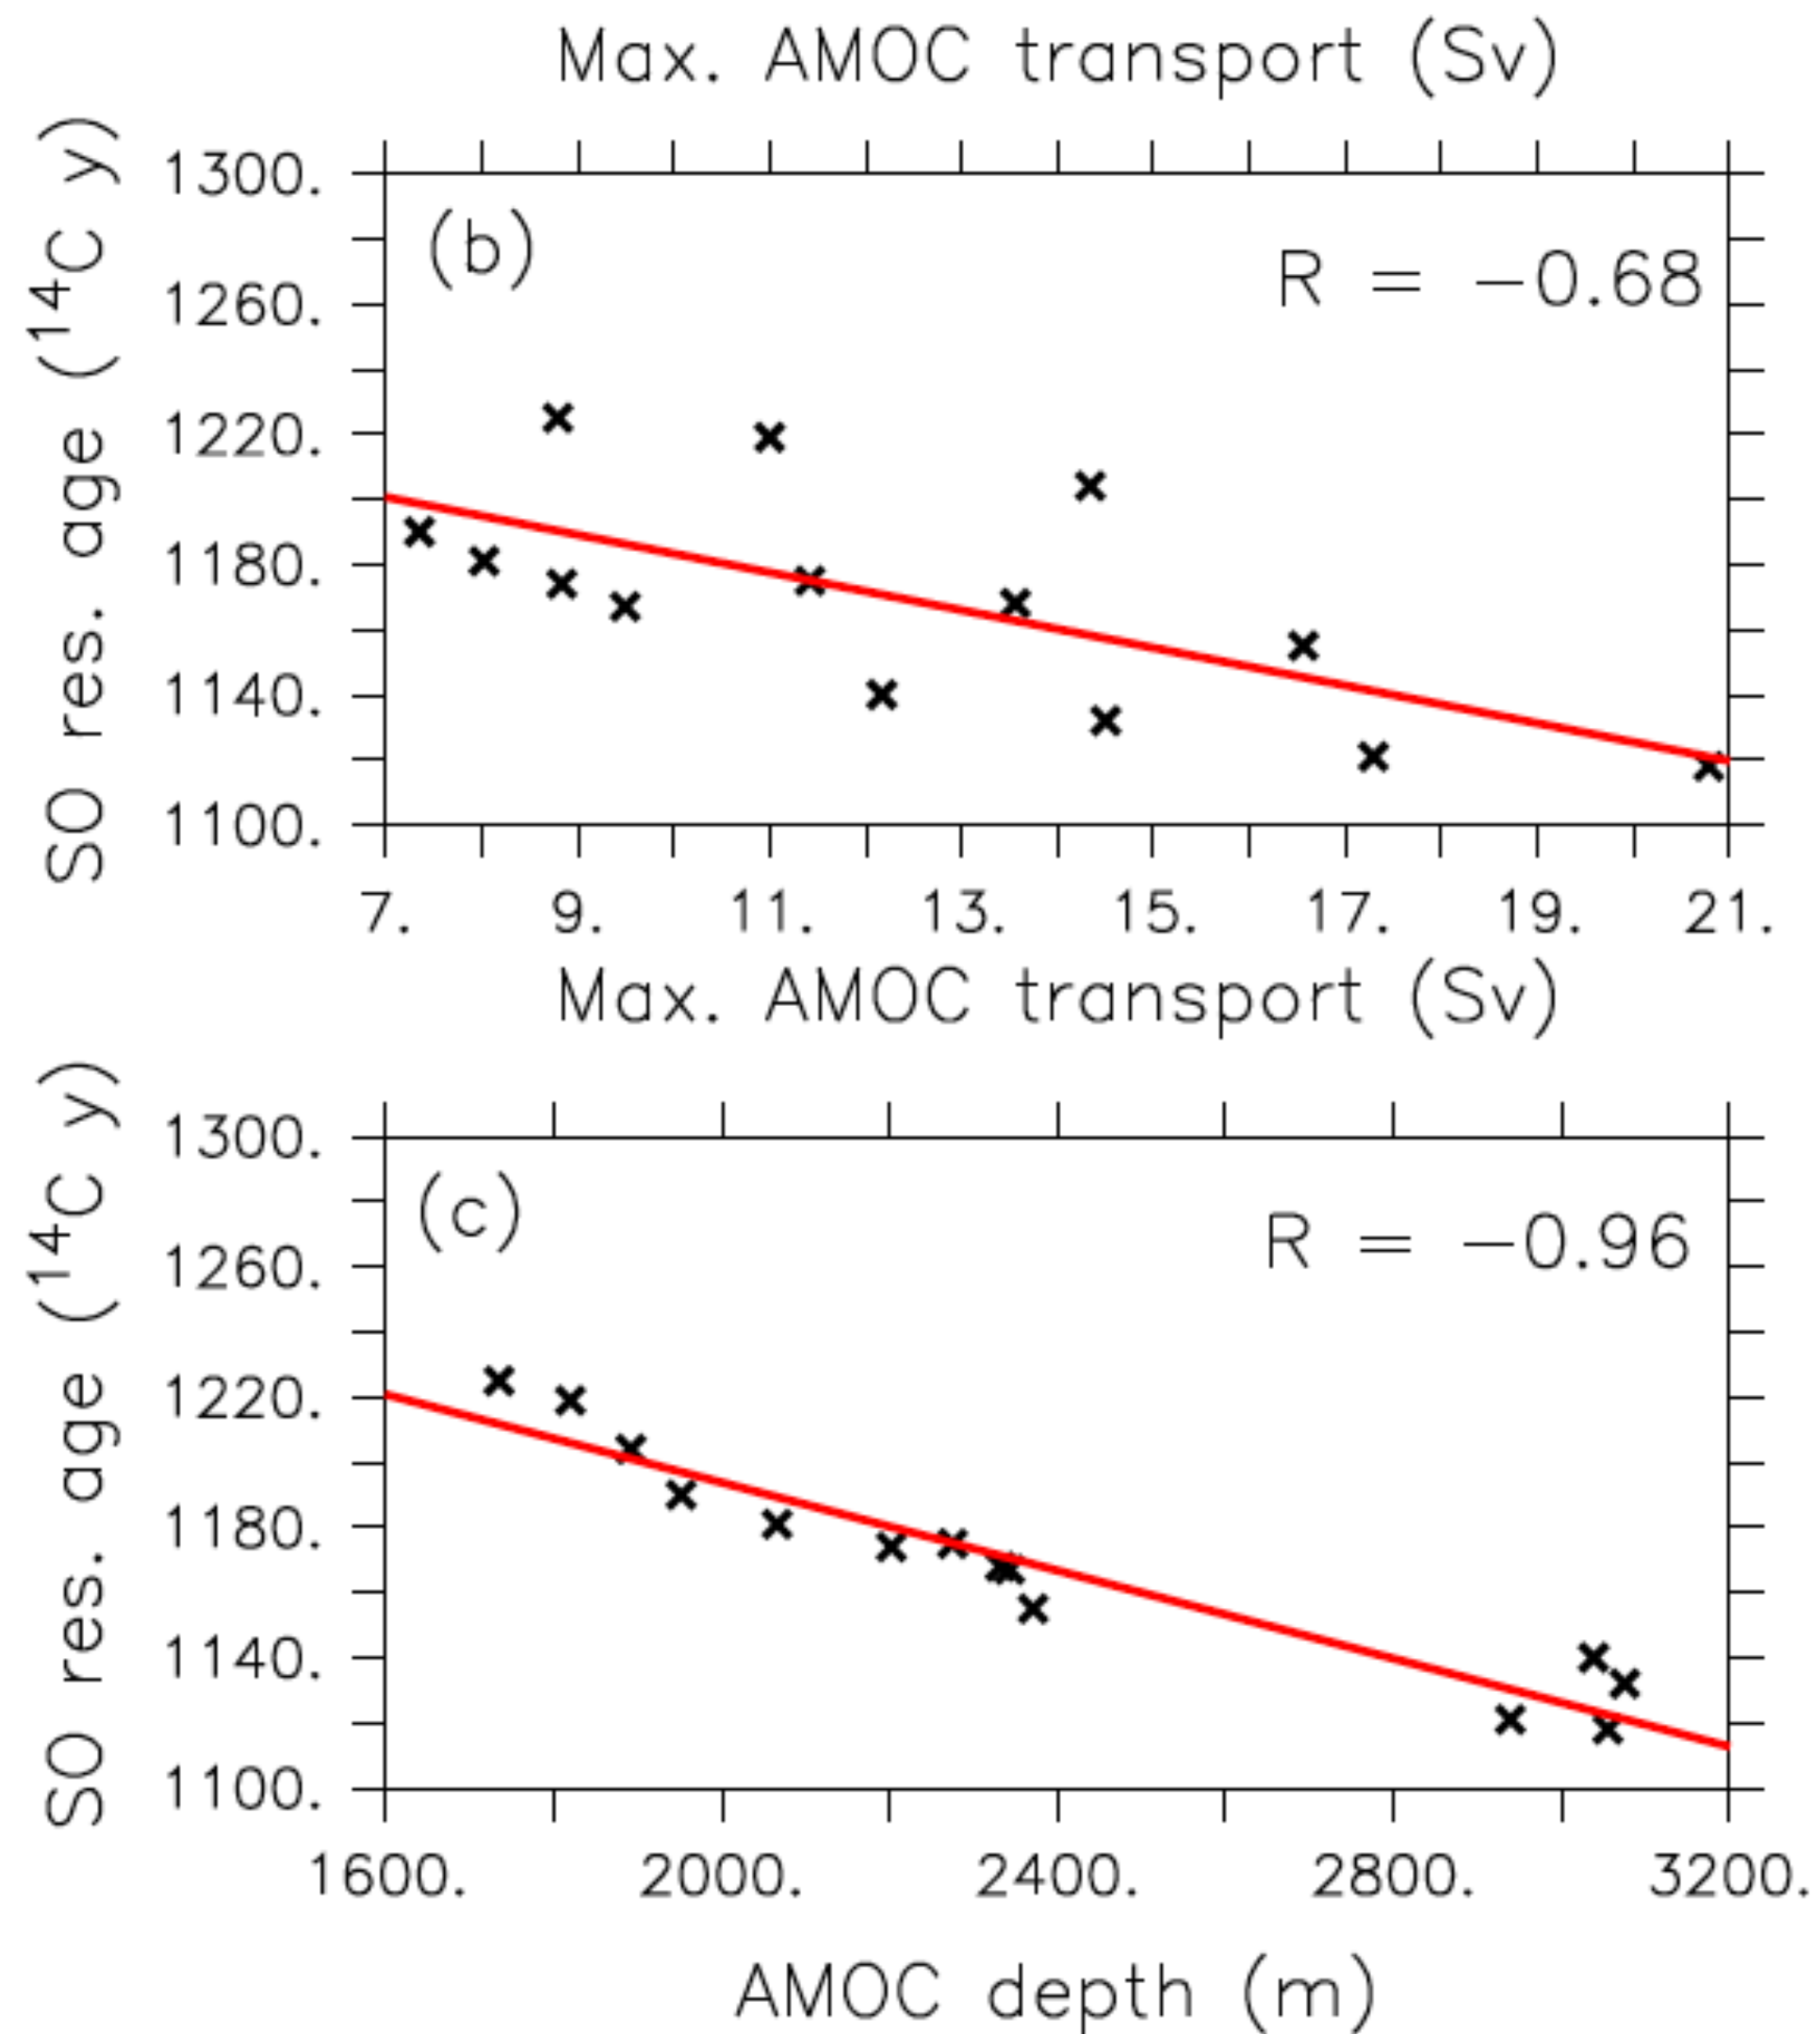 Max. AMOC transport (Sv)
SO res. age (¹⁴C y)
1300.
1260.
1220.
1180.
1140.
1100.
(b)
R = −0.68
7. 9. 11. 13. 15. 17. 19. 21.
Max. AMOC transport (Sv)
SO res. age (¹⁴C y)
1300.
1260.
1220.
1180.
1140.
1100.
(c)
R = −0.96
1600. 2000. 2400. 2800. 3200.
AMOC depth (m)